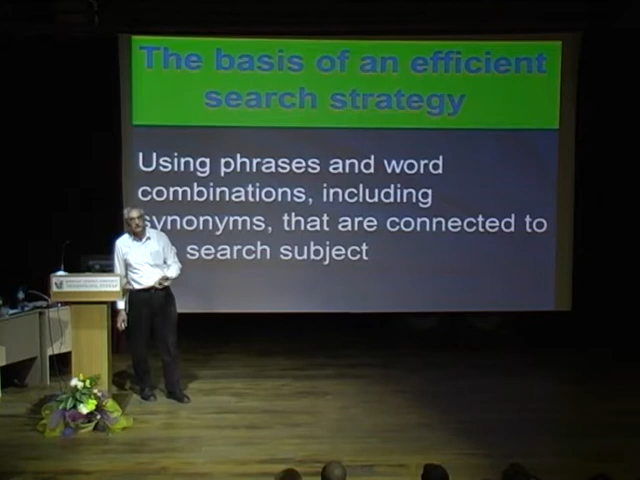 The basis of an efficient
search strategy
Using phrases and word
combinations, including
synonyms, that are connected to
search subject